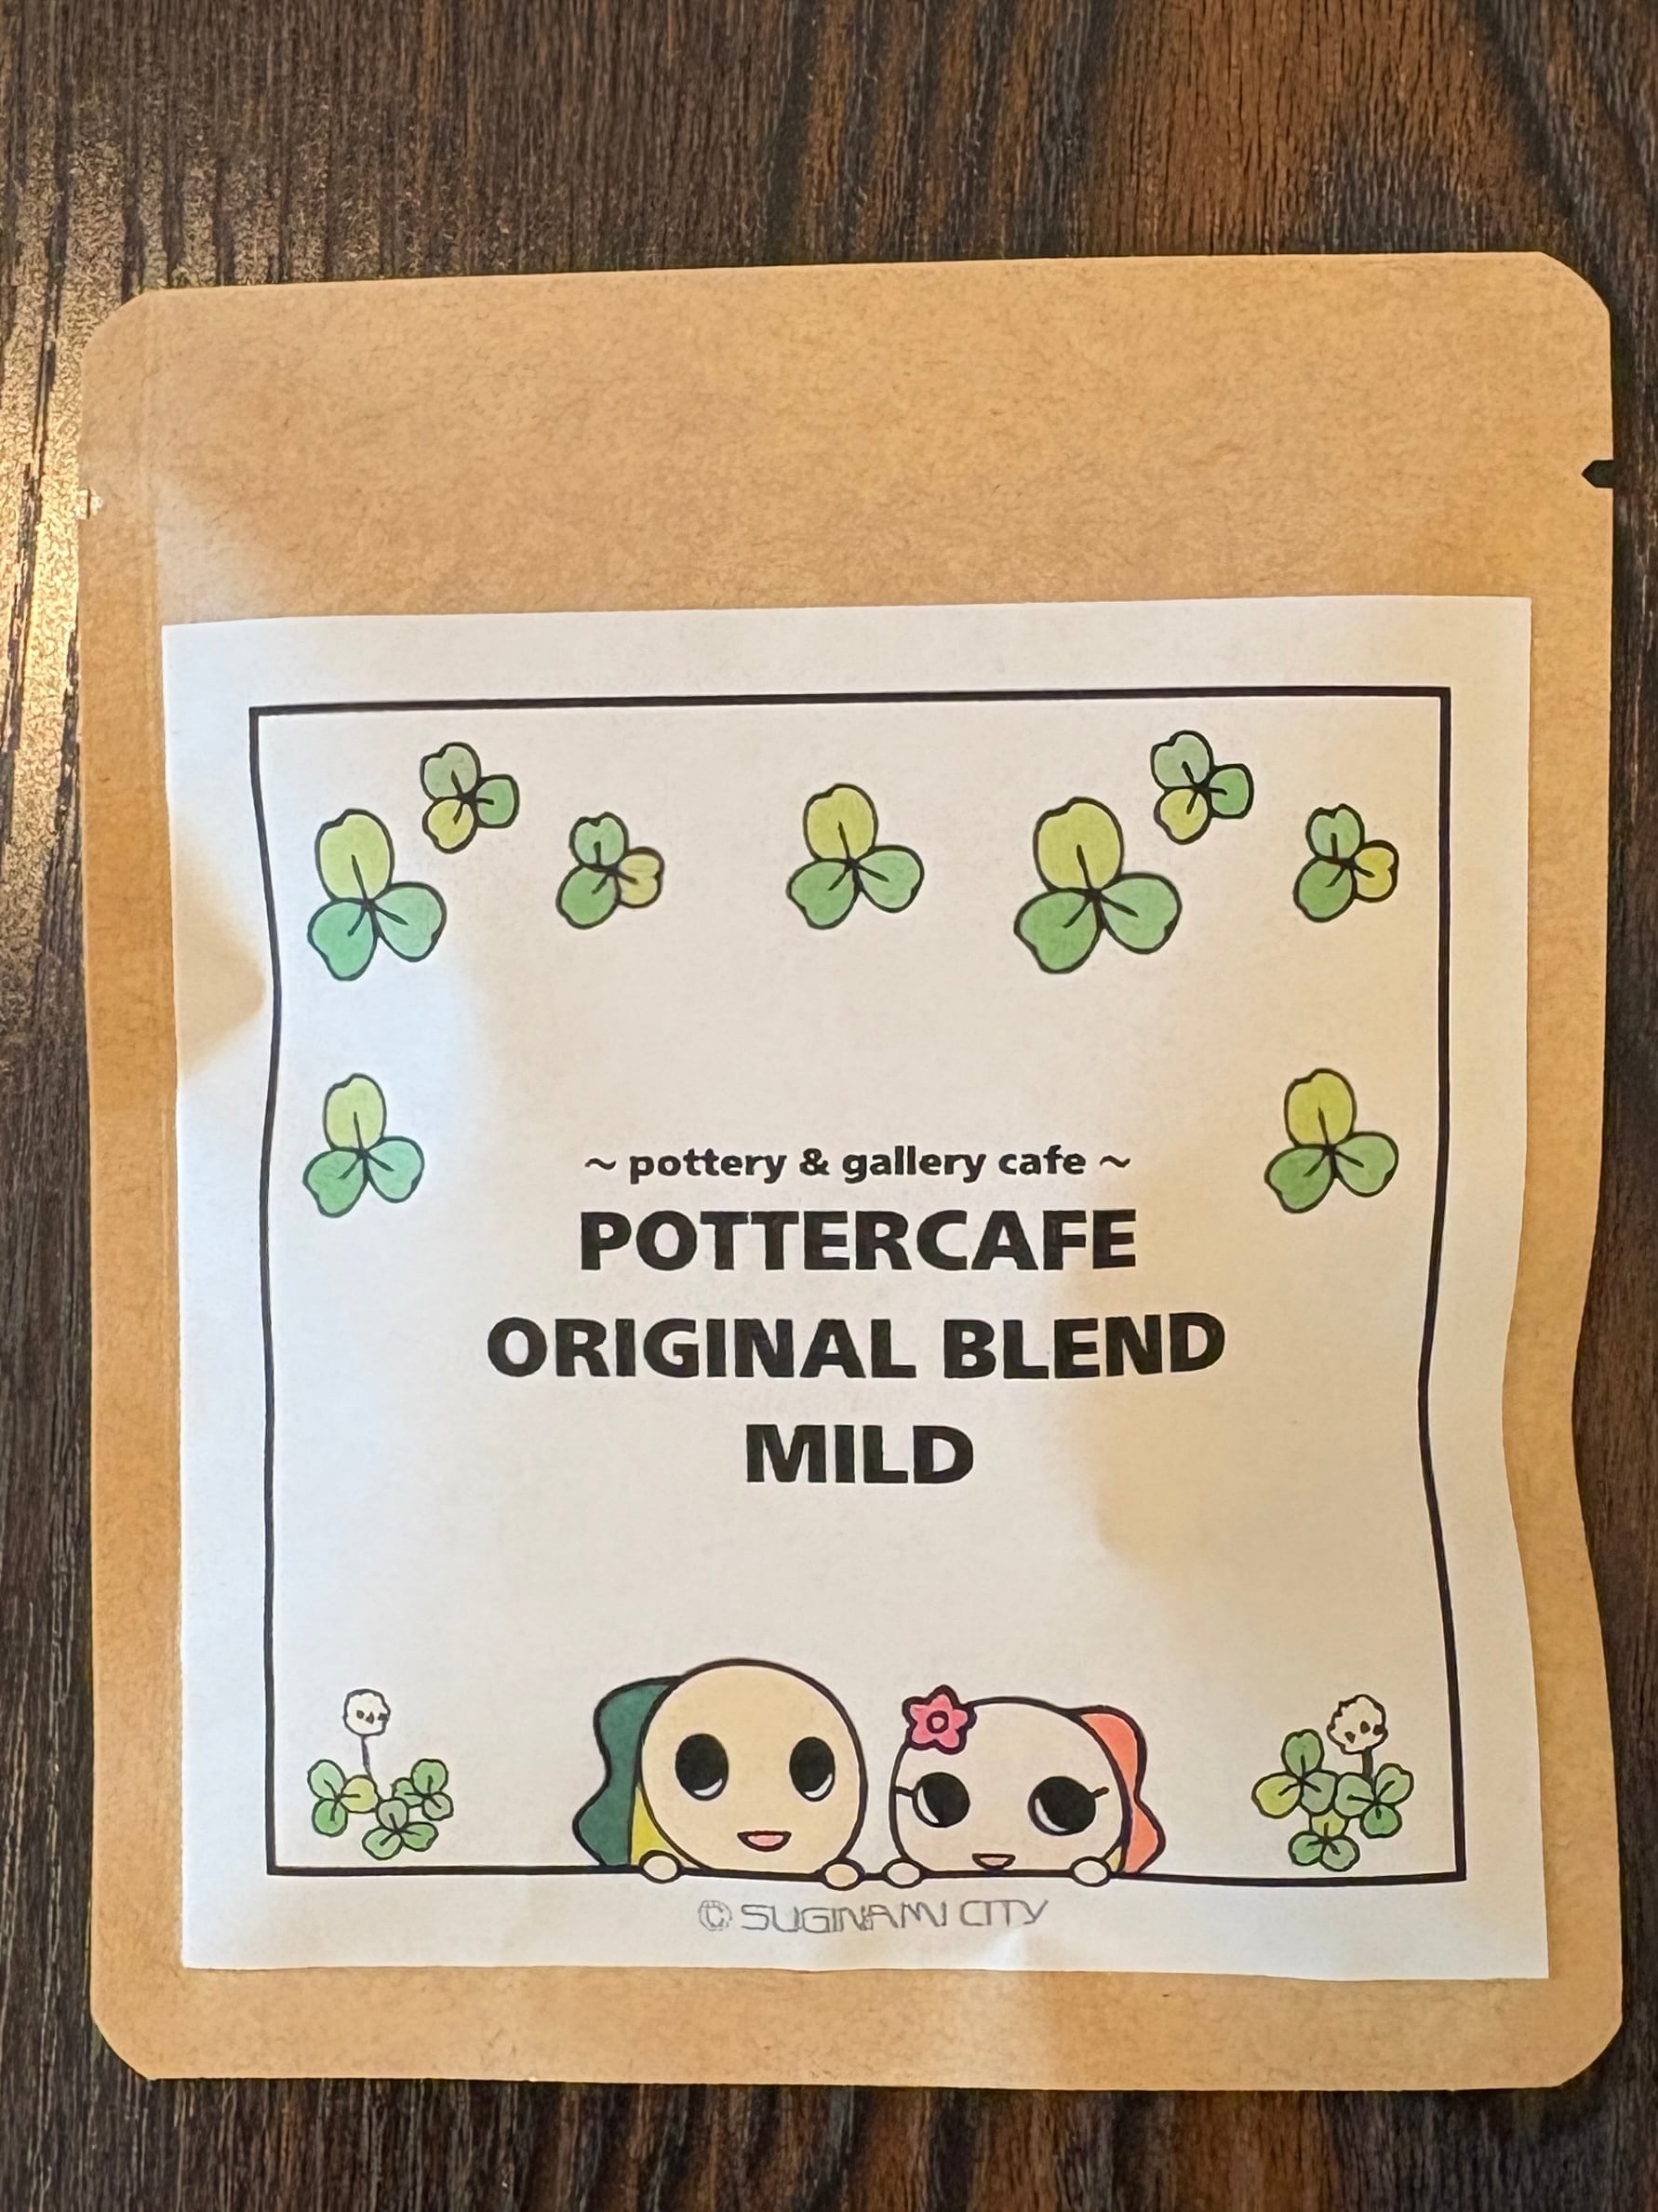 ~ pottery & gallery cafe ~
POTTERCAFE
ORIGINAL BLEND
MILD
© SUGINAMI CITY